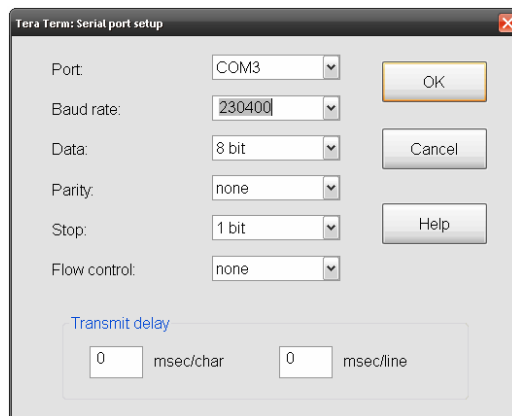 Tera Term: Serial port setup
Port: COM3
OK
Baud rate: 230400
Data: 8 bit
Cancel
Parity: none
Stop: 1 bit
Help
Flow control: none
Transmit delay
0 msec/char 0 msec/line